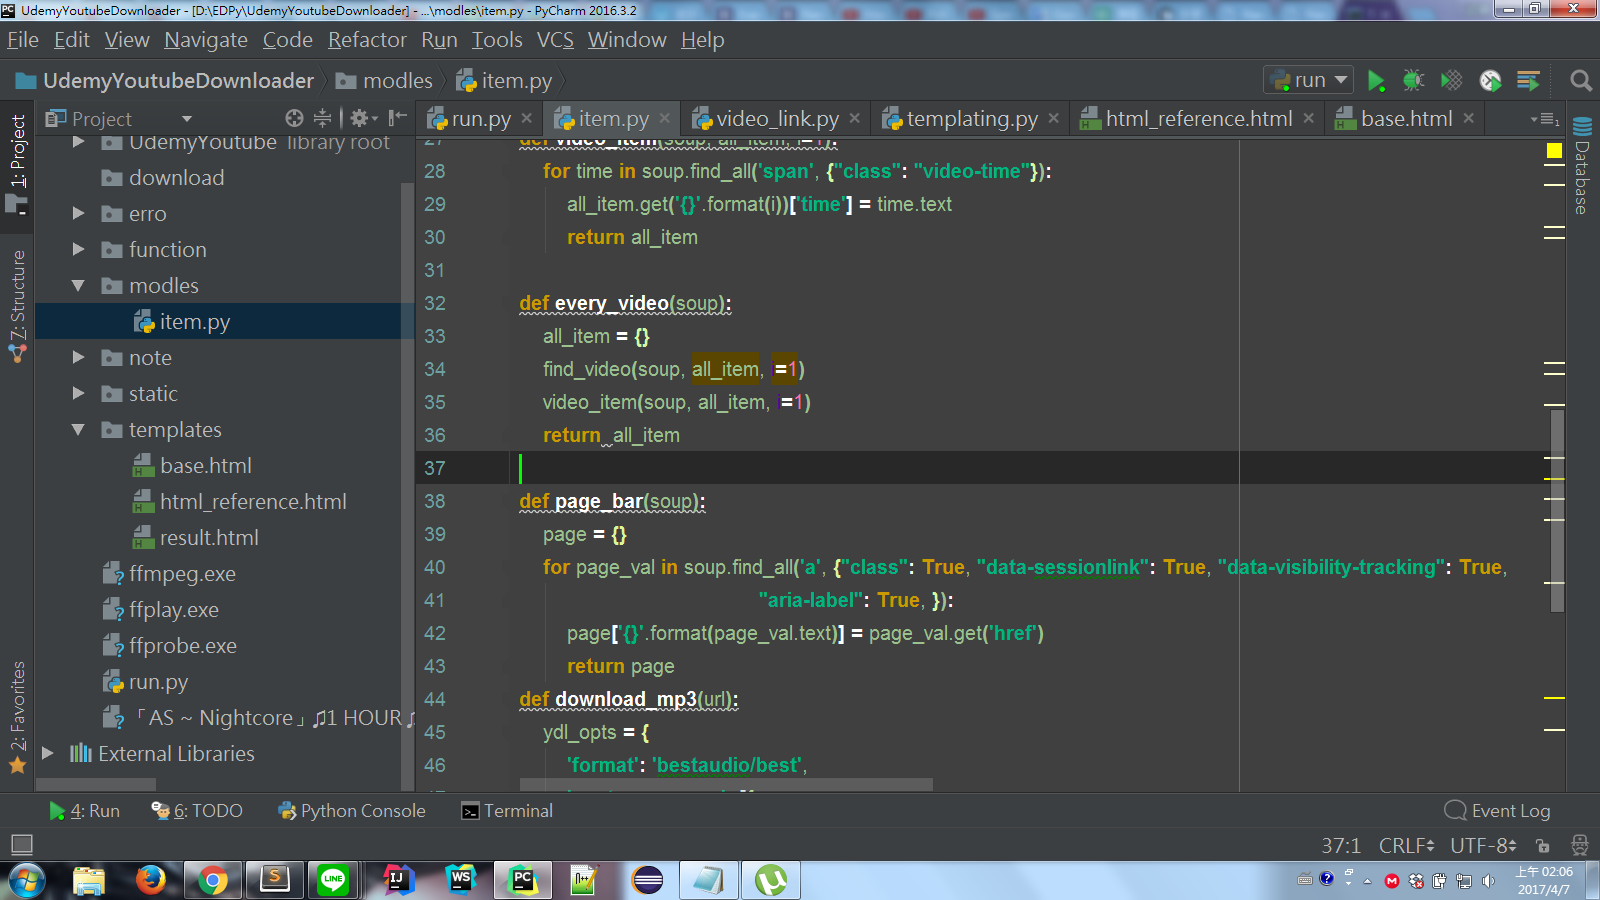 UdemyYoutubeDownloader - [D:\EDPy\UdemyYoutubeDownloader] - ...\modles\item.py - PyCharm 2016.3.2
File Edit View Navigate Code Refactor Run Tools VCS Window Help
UdemyYoutubeDownloader modles item.py run
Project run.py item.py video_link.py templating.py html_reference.html base.html
1: Project
Z: Structure
2: Favorites
Database
UdemyYoutube library root
download
erro
function
modles
item.py
note
static
templates
base.html
html_reference.html
result.html
ffmpeg.exe
ffplay.exe
ffprobe.exe
run.py
「AS ~ Nightcore」♫1 HOUR
External Libraries
27 def video_item(soup, all_item, i=1):
28 for time in soup.find_all('span', {"class": "video-time"}):
29 all_item.get('{}'.format(i))['time'] = time.text
30 return all_item
31
32 def every_video(soup):
33 all_item = {}
34 find_video(soup, all_item, i=1)
35 video_item(soup, all_item, i=1)
36 return all_item
37
38 def page_bar(soup):
39 page = {}
40 for page_val in soup.find_all('a', {"class": True, "data-sessionlink": True, "data-visibility-tracking": True,
41 "aria-label": True, }):
42 page['{}'.format(page_val.text)] = page_val.get('href')
43 return page
44 def download_mp3(url):
45 ydl_opts = {
46 'format': 'bestaudio/best',
4: Run 6: TODO Python Console Terminal Event Log
37:1 CRLF UTF-8
上午 02:06
2017/4/7